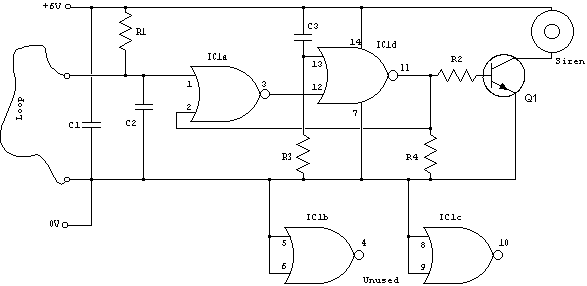 +6V
R1
C3
Siren
IC1a
IC1d
14
13
12
11
7
R2
Q1
1
2
3
Loop
C1
C2
R3
R4
0V
IC1b
5
6
4
Unused
IC1c
8
9
10